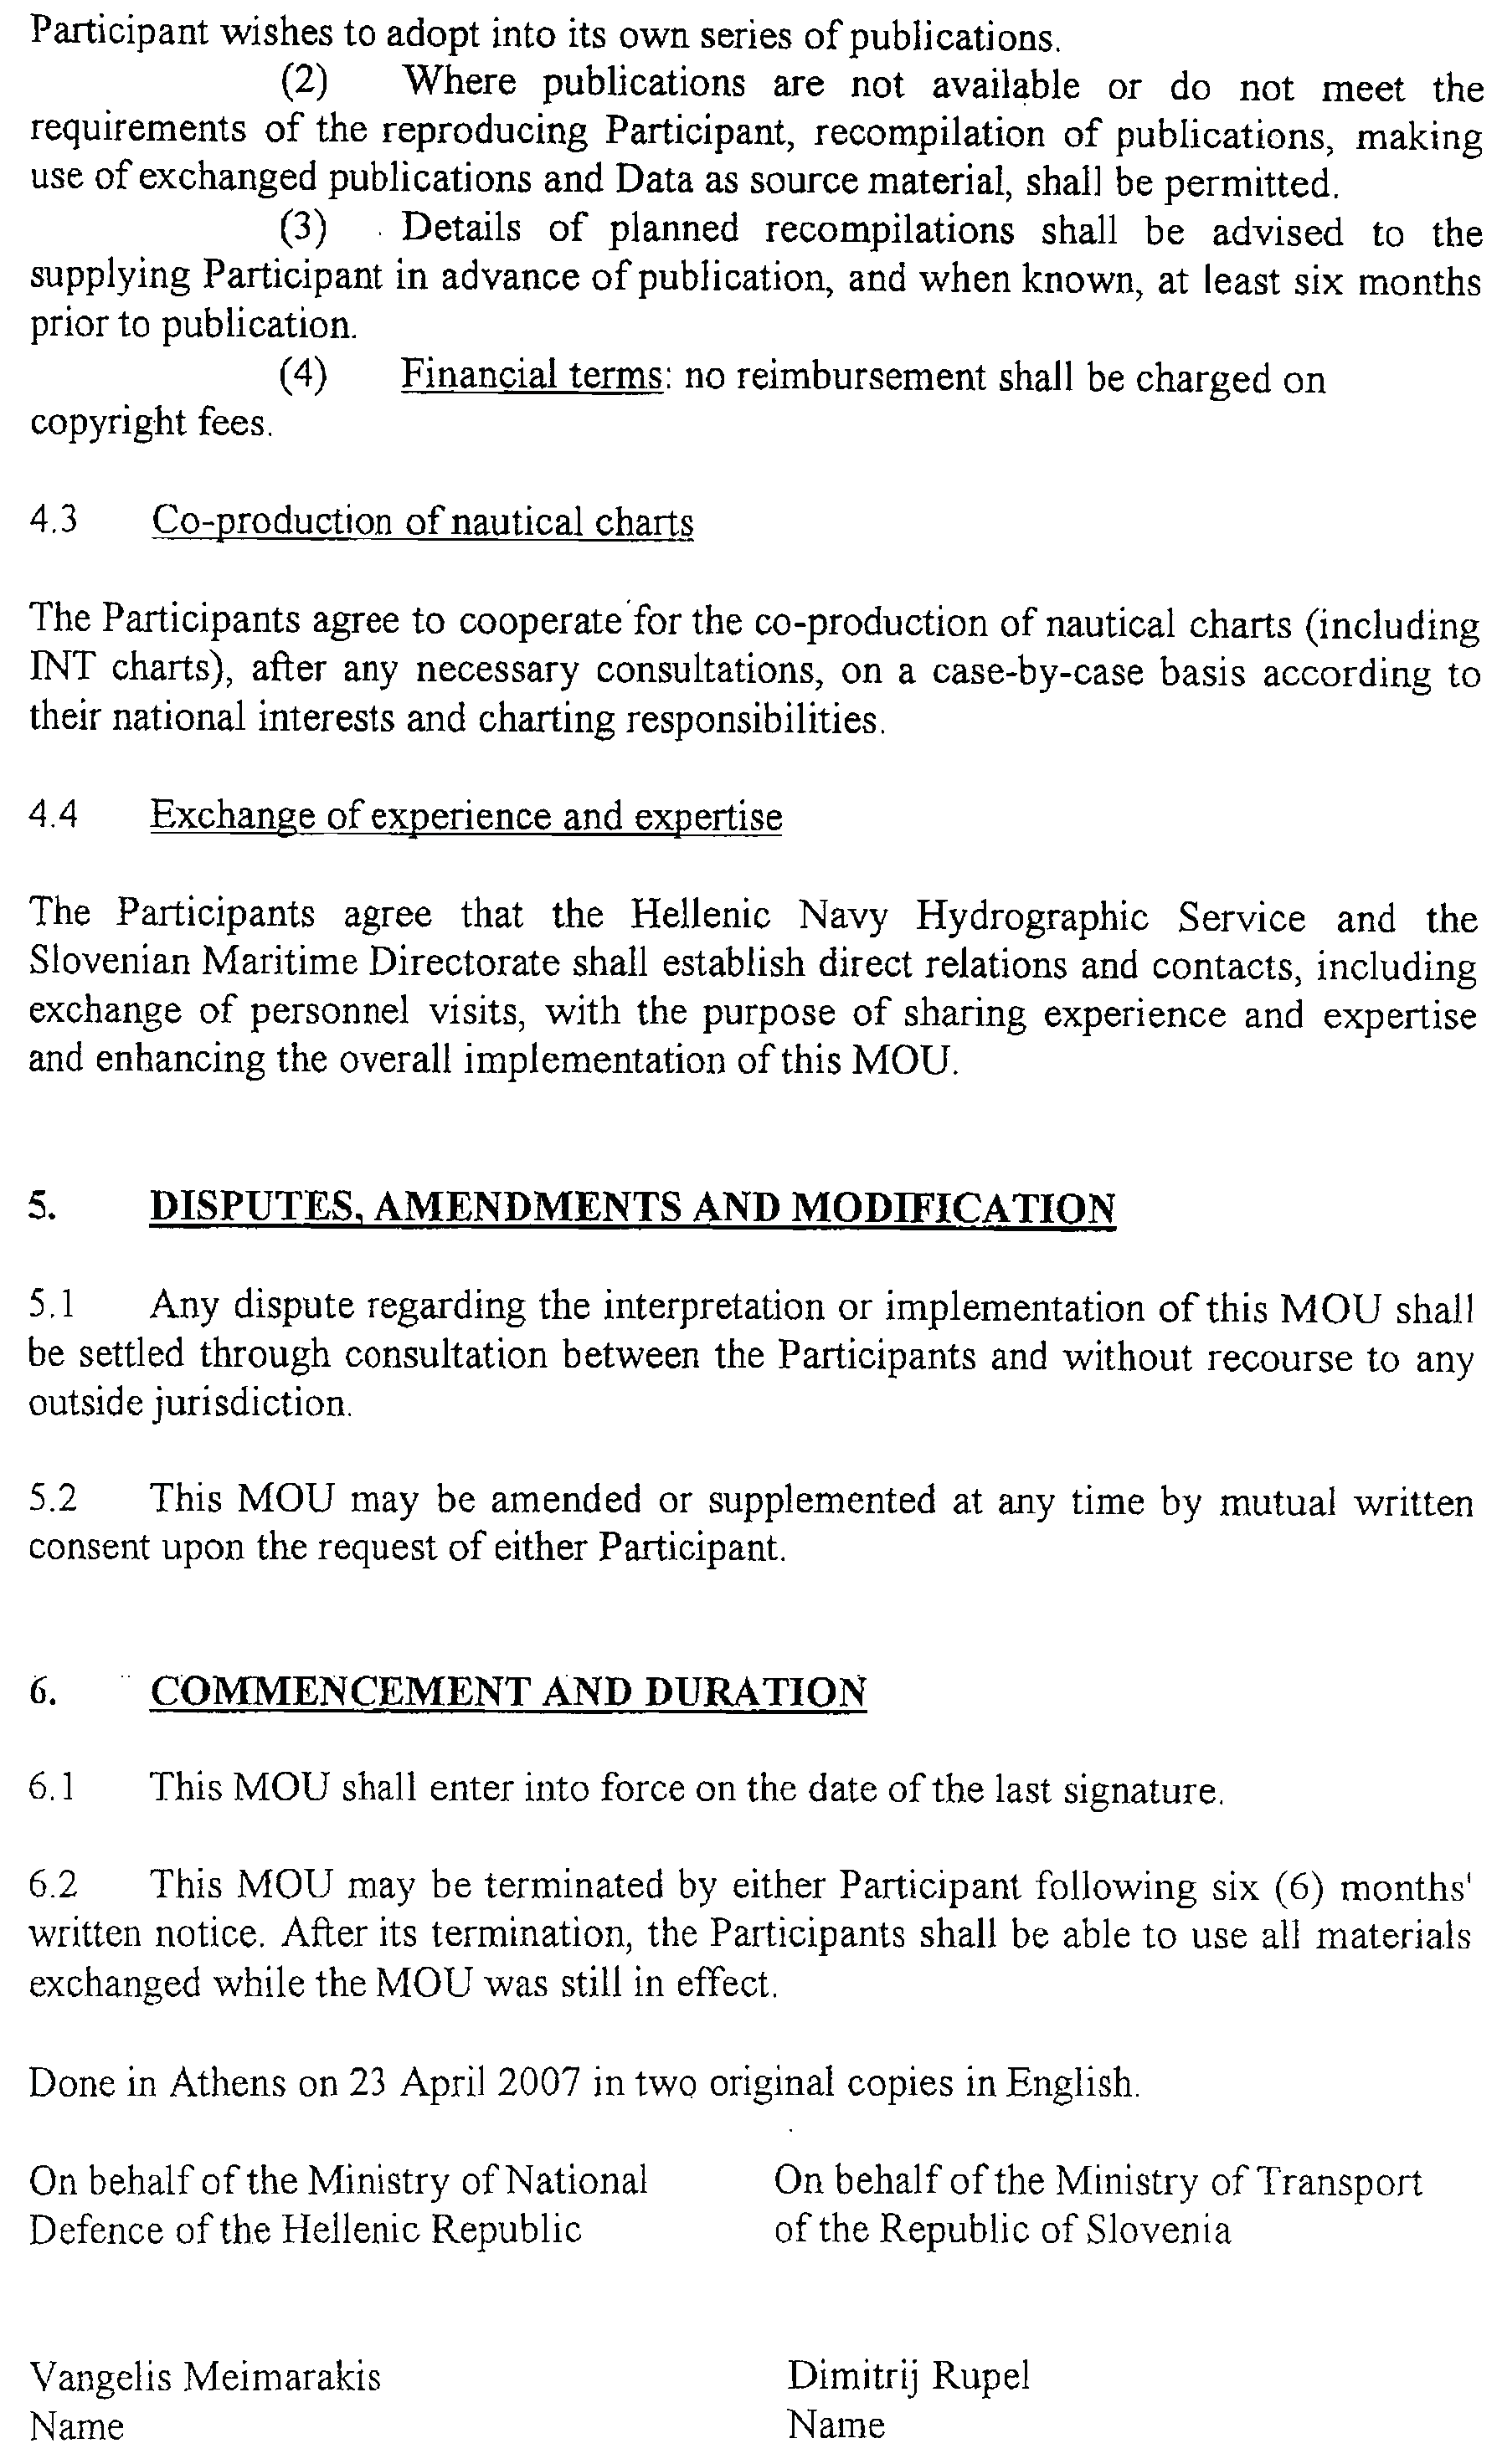 Participant wishes to adopt into its own series of publications.
(2) Where publications are not available or do not meet the
requirements of the reproducing Participant, recompilation of publications, making
use of exchanged publications and Data as source material, shall be permitted.
(3) Details of planned recompilations shall be advised to the
supplying Participant in advance of publication, and when known, at least six months
prior to publication.
(4) Financial terms: no reimbursement shall be charged on
copyright fees.
4.3 Co-production of nautical charts
The Participants agree to cooperate for the co-production of nautical charts (including
INT charts), after any necessary consultations, on a case-by-case basis according to
their national interests and charting responsibilities.
4.4 Exchange of experience and expertise
The Participants agree that the Hellenic Navy Hydrographic Service and the
Slovenian Maritime Directorate shall establish direct relations and contacts, including
exchange of personnel visits, with the purpose of sharing experience and expertise
and enhancing the overall implementation of this MOU.
5. DISPUTES, AMENDMENTS AND MODIFICATION
5.1 Any dispute regarding the interpretation or implementation of this MOU shall
be settled through consultation between the Participants and without recourse to any
outside jurisdiction.
5.2 This MOU may be amended or supplemented at any time by mutual written
consent upon the request of either Participant.
6. COMMENCEMENT AND DURATION
6.1 This MOU shall enter into force on the date of the last signature.
6.2 This MOU may be terminated by either Participant following six (6) months'
written notice. After its termination, the Participants shall be able to use all materials
exchanged while the MOU was still in effect.
Done in Athens on 23 April 2007 in two original copies in English.
On behalf of the Ministry of National On behalf of the Ministry of Transport
Defence of the Hellenic Republic of the Republic of Slovenia
Vangelis Meimarakis Dimitrij Rupel
Name Name